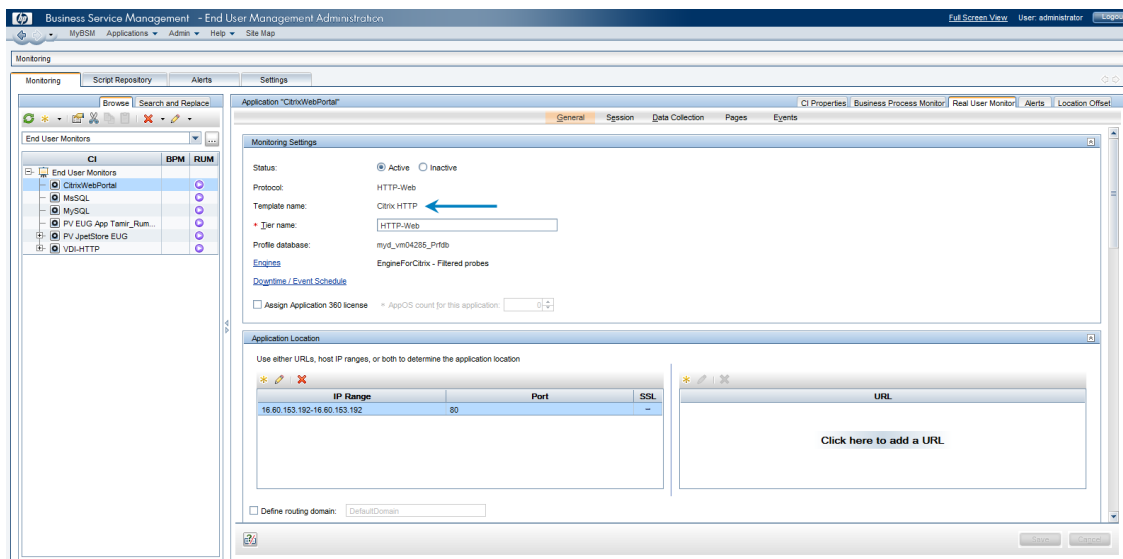 hp Business Service Management - End User Management Administration Full Screen View User: administrator Logou
MyBSM Applications Admin Help Site Map
Monitoring
Monitoring Script Repository Alerts Settings
Browse Search and Replace
End User Monitors ...
CI BPM RUM
End User Monitors
CitrixWebPortal
MsSQL
MySQL
PV EUG App Tamir_Rum...
PV JpetStore EUG
VDI-HTTP
Application "CitrixWebPortal" CI Properties Business Process Monitor Real User Monitor Alerts Location Offset
General Session Data Collection Pages Events
Monitoring Settings
Status: Active Inactive
Protocol: HTTP-Web
Template name: Citrix HTTP
* Tier name: HTTP-Web
Profile database: myd_vm04285_Prfdb
Engines EngineForCitrix - Filtered probes
Downtime / Event Schedule
Assign Application 360 license * AppOS count for this application: 0
Application Location
Use either URLs, host IP ranges, or both to determine the application location
IP Range Port SSL
16.60.153.192-16.60.153.192 80 –
URL
Click here to add a URL
Define routing domain: DefaultDomain
Save Cancel